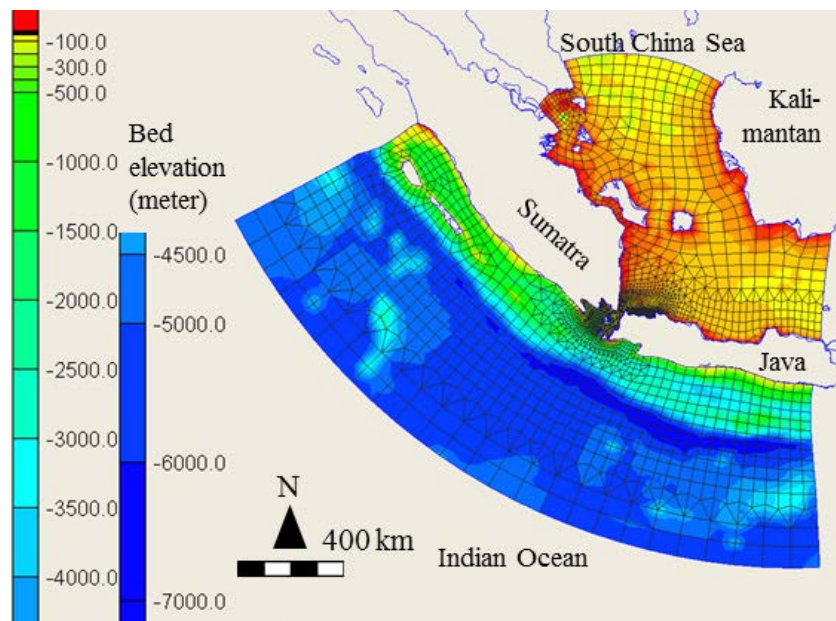 -100.0
-300.0
-500.0
-1000.0
-1500.0
-2000.0
-2500.0
-3000.0
-3500.0
-4000.0
Bed
elevation
(meter)
-4500.0
-5000.0
-6000.0
-7000.0
South China Sea
Kali-
mantan
Sumatra
Java
N
400 km
Indian Ocean